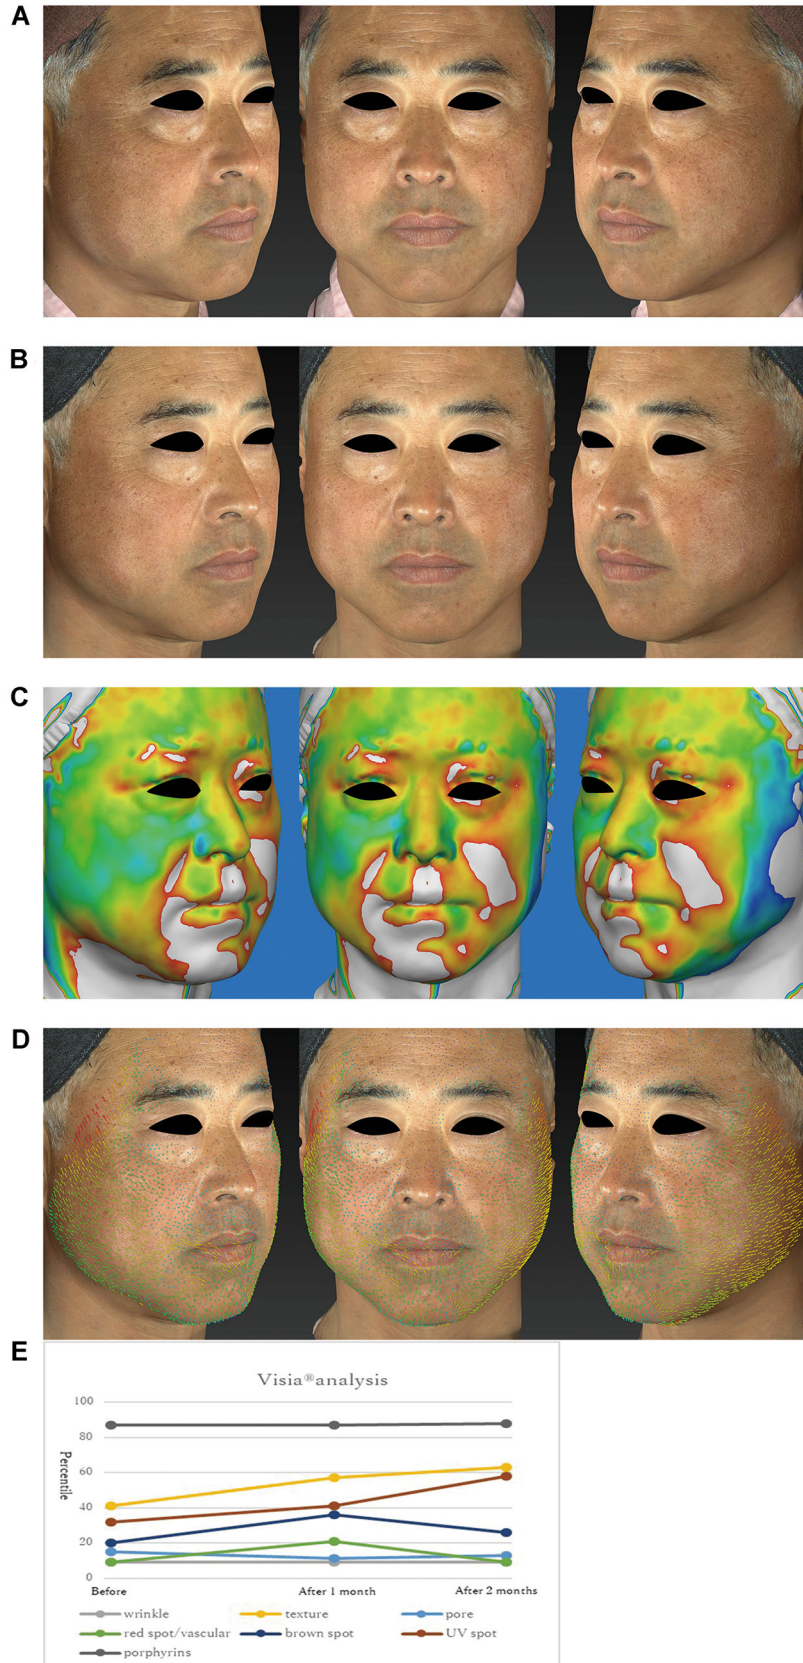 A
B
C
D
E
Visia®analysis
100
80
60
40
20
0
Percentile
Before After 1 month After 2 months
wrinkle texture pore
red spot/vascular brown spot UV spot
porphyrins